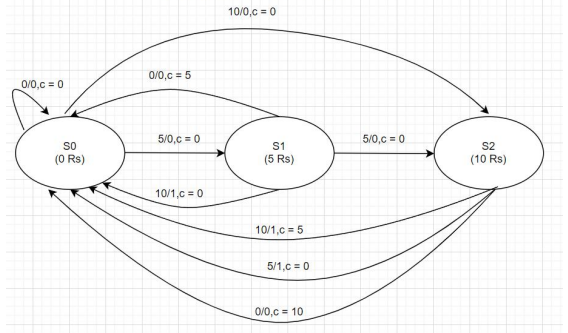 10/0,c = 0
0/0,c = 0
0/0,c = 5
S0
(0 Rs)
5/0,c = 0
S1
(5 Rs)
5/0,c = 0
S2
(10 Rs)
10/1,c = 0
10/1,c = 5
5/1,c = 0
0/0,c = 10